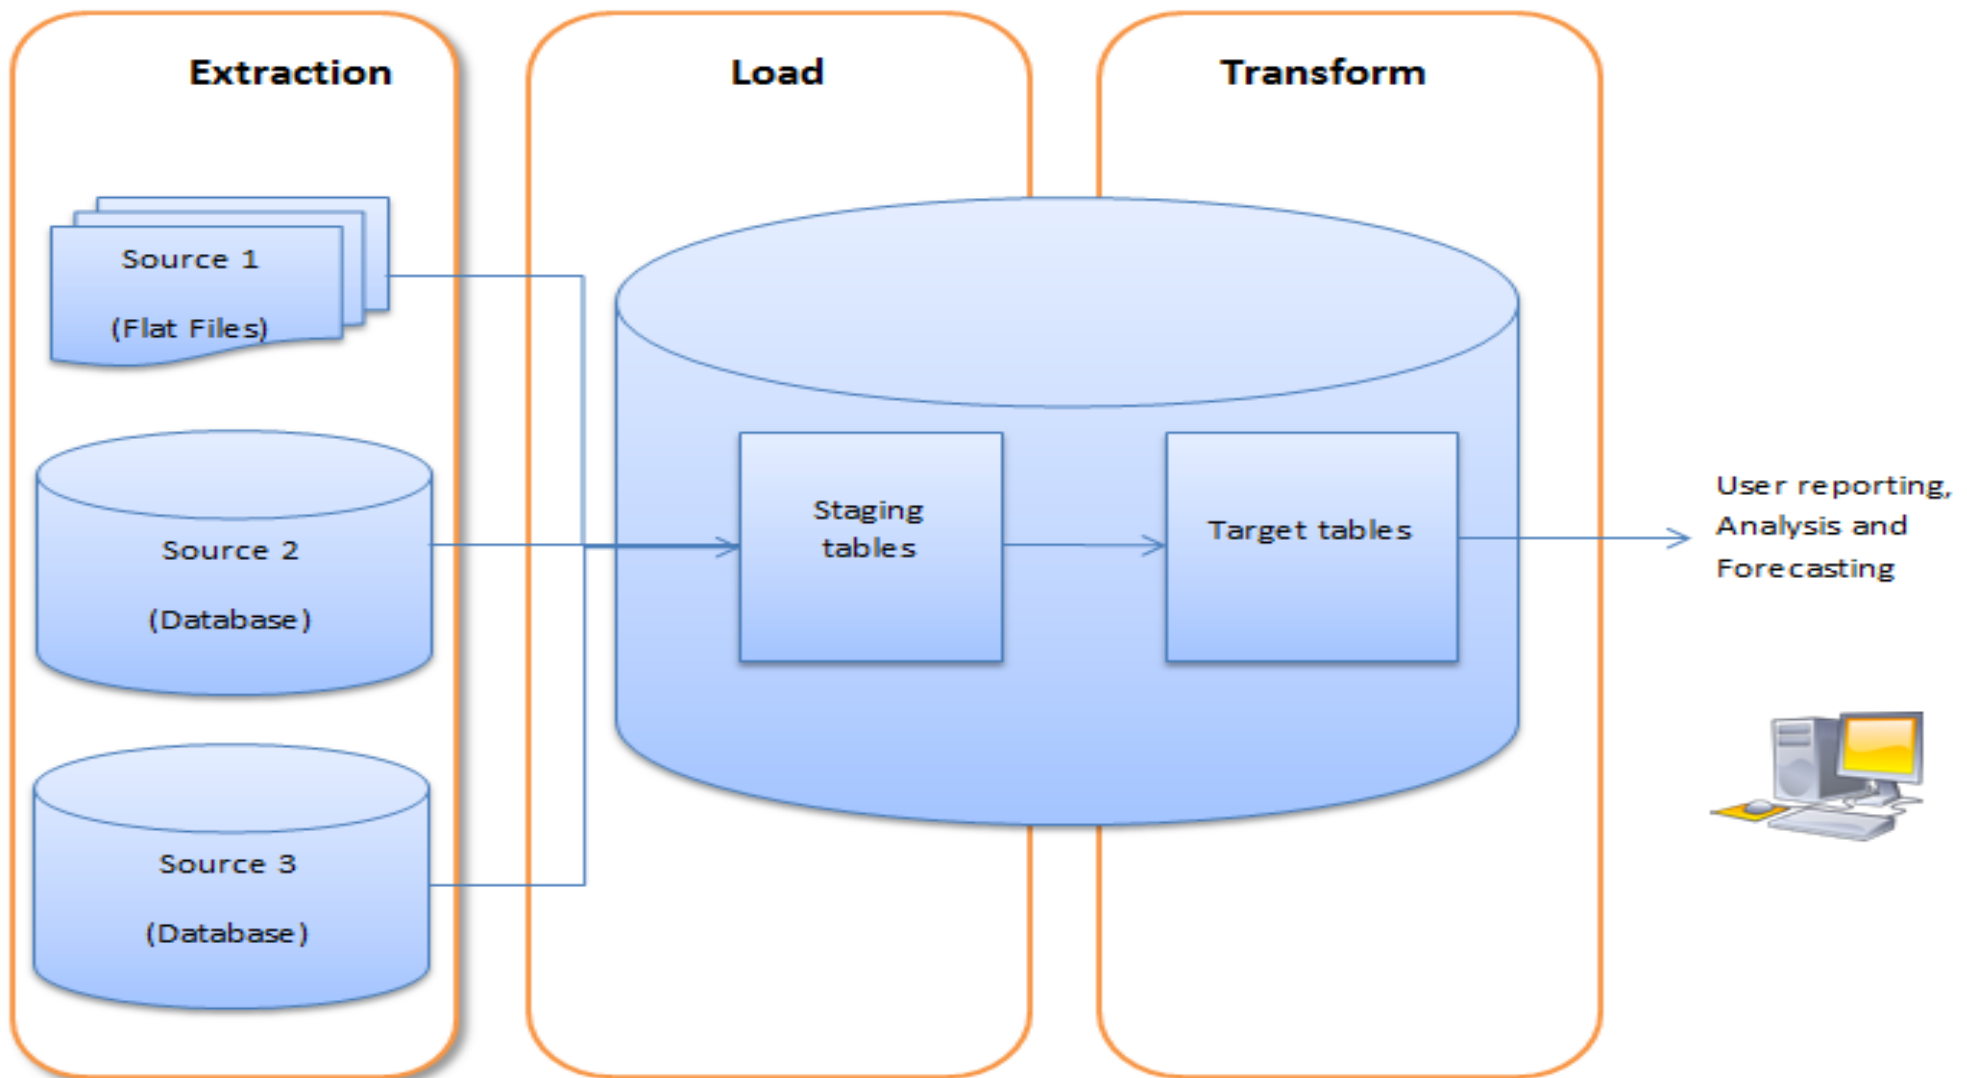 Extraction
Load
Transform
Source 1
(Flat Files)
Source 2
(Database)
Source 3
(Database)
Staging
tables
Target tables
User reporting,
Analysis and
Forecasting